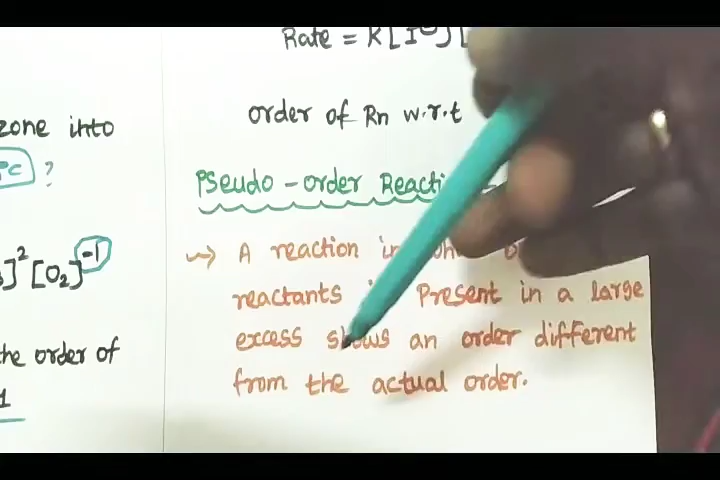 Rate = K[I
order of Rn w.r.t
Pseudo-order Reacti
A reaction in
reactants Present in a large
excess shows an order different
from the actual order.
zone into
?
]² [O₂]⁻¹
the order of
1